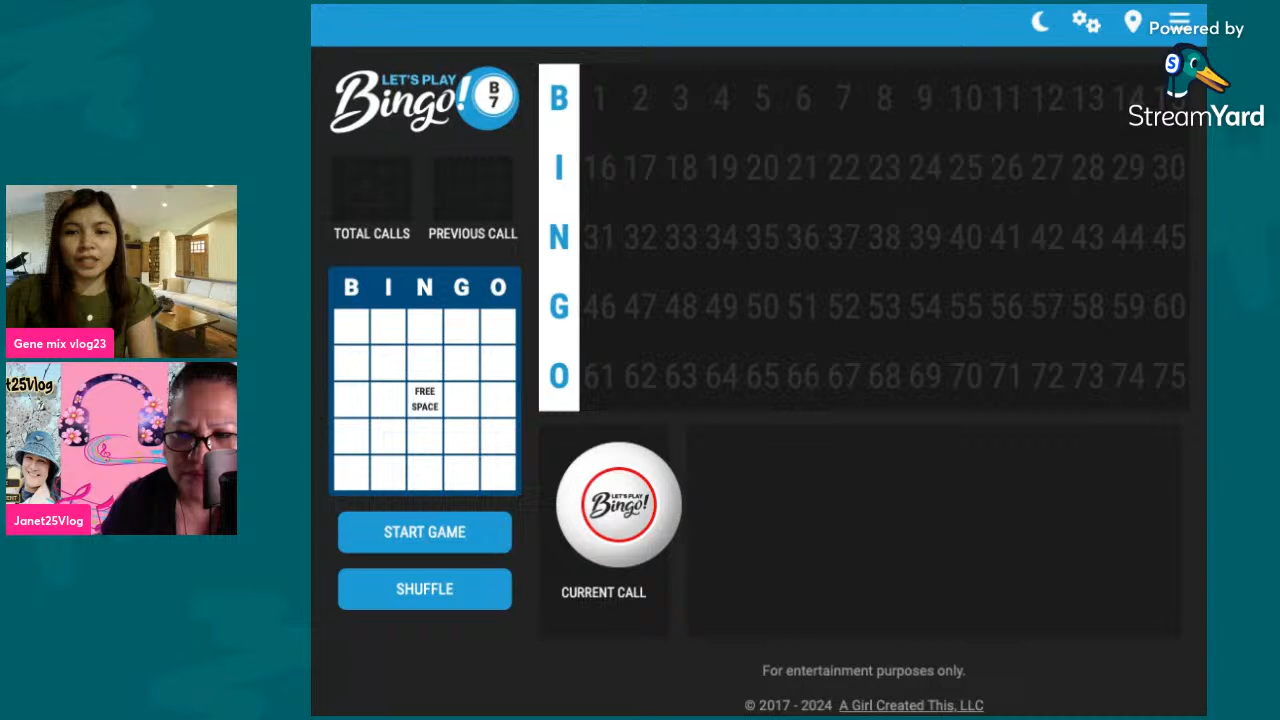 Powered by
StreamYard
LET'S PLAY
Bingo!
B
7
TOTAL CALLS
PREVIOUS CALL
B I N G O
FREE
SPACE
START GAME
SHUFFLE
B 1 2 3 4 5 6 7 8 9 10 11 12 13 14 15
I 16 17 18 19 20 21 22 23 24 25 26 27 28 29 30
N 31 32 33 34 35 36 37 38 39 40 41 42 43 44 45
G 46 47 48 49 50 51 52 53 54 55 56 57 58 59 60
O 61 62 63 64 65 66 67 68 69 70 71 72 73 74 75
LET'S PLAY
Bingo!
CURRENT CALL
For entertainment purposes only.
© 2017 - 2024 A Girl Created This, LLC
Gene mix vlog23
t25Vlog
Janet25Vlog